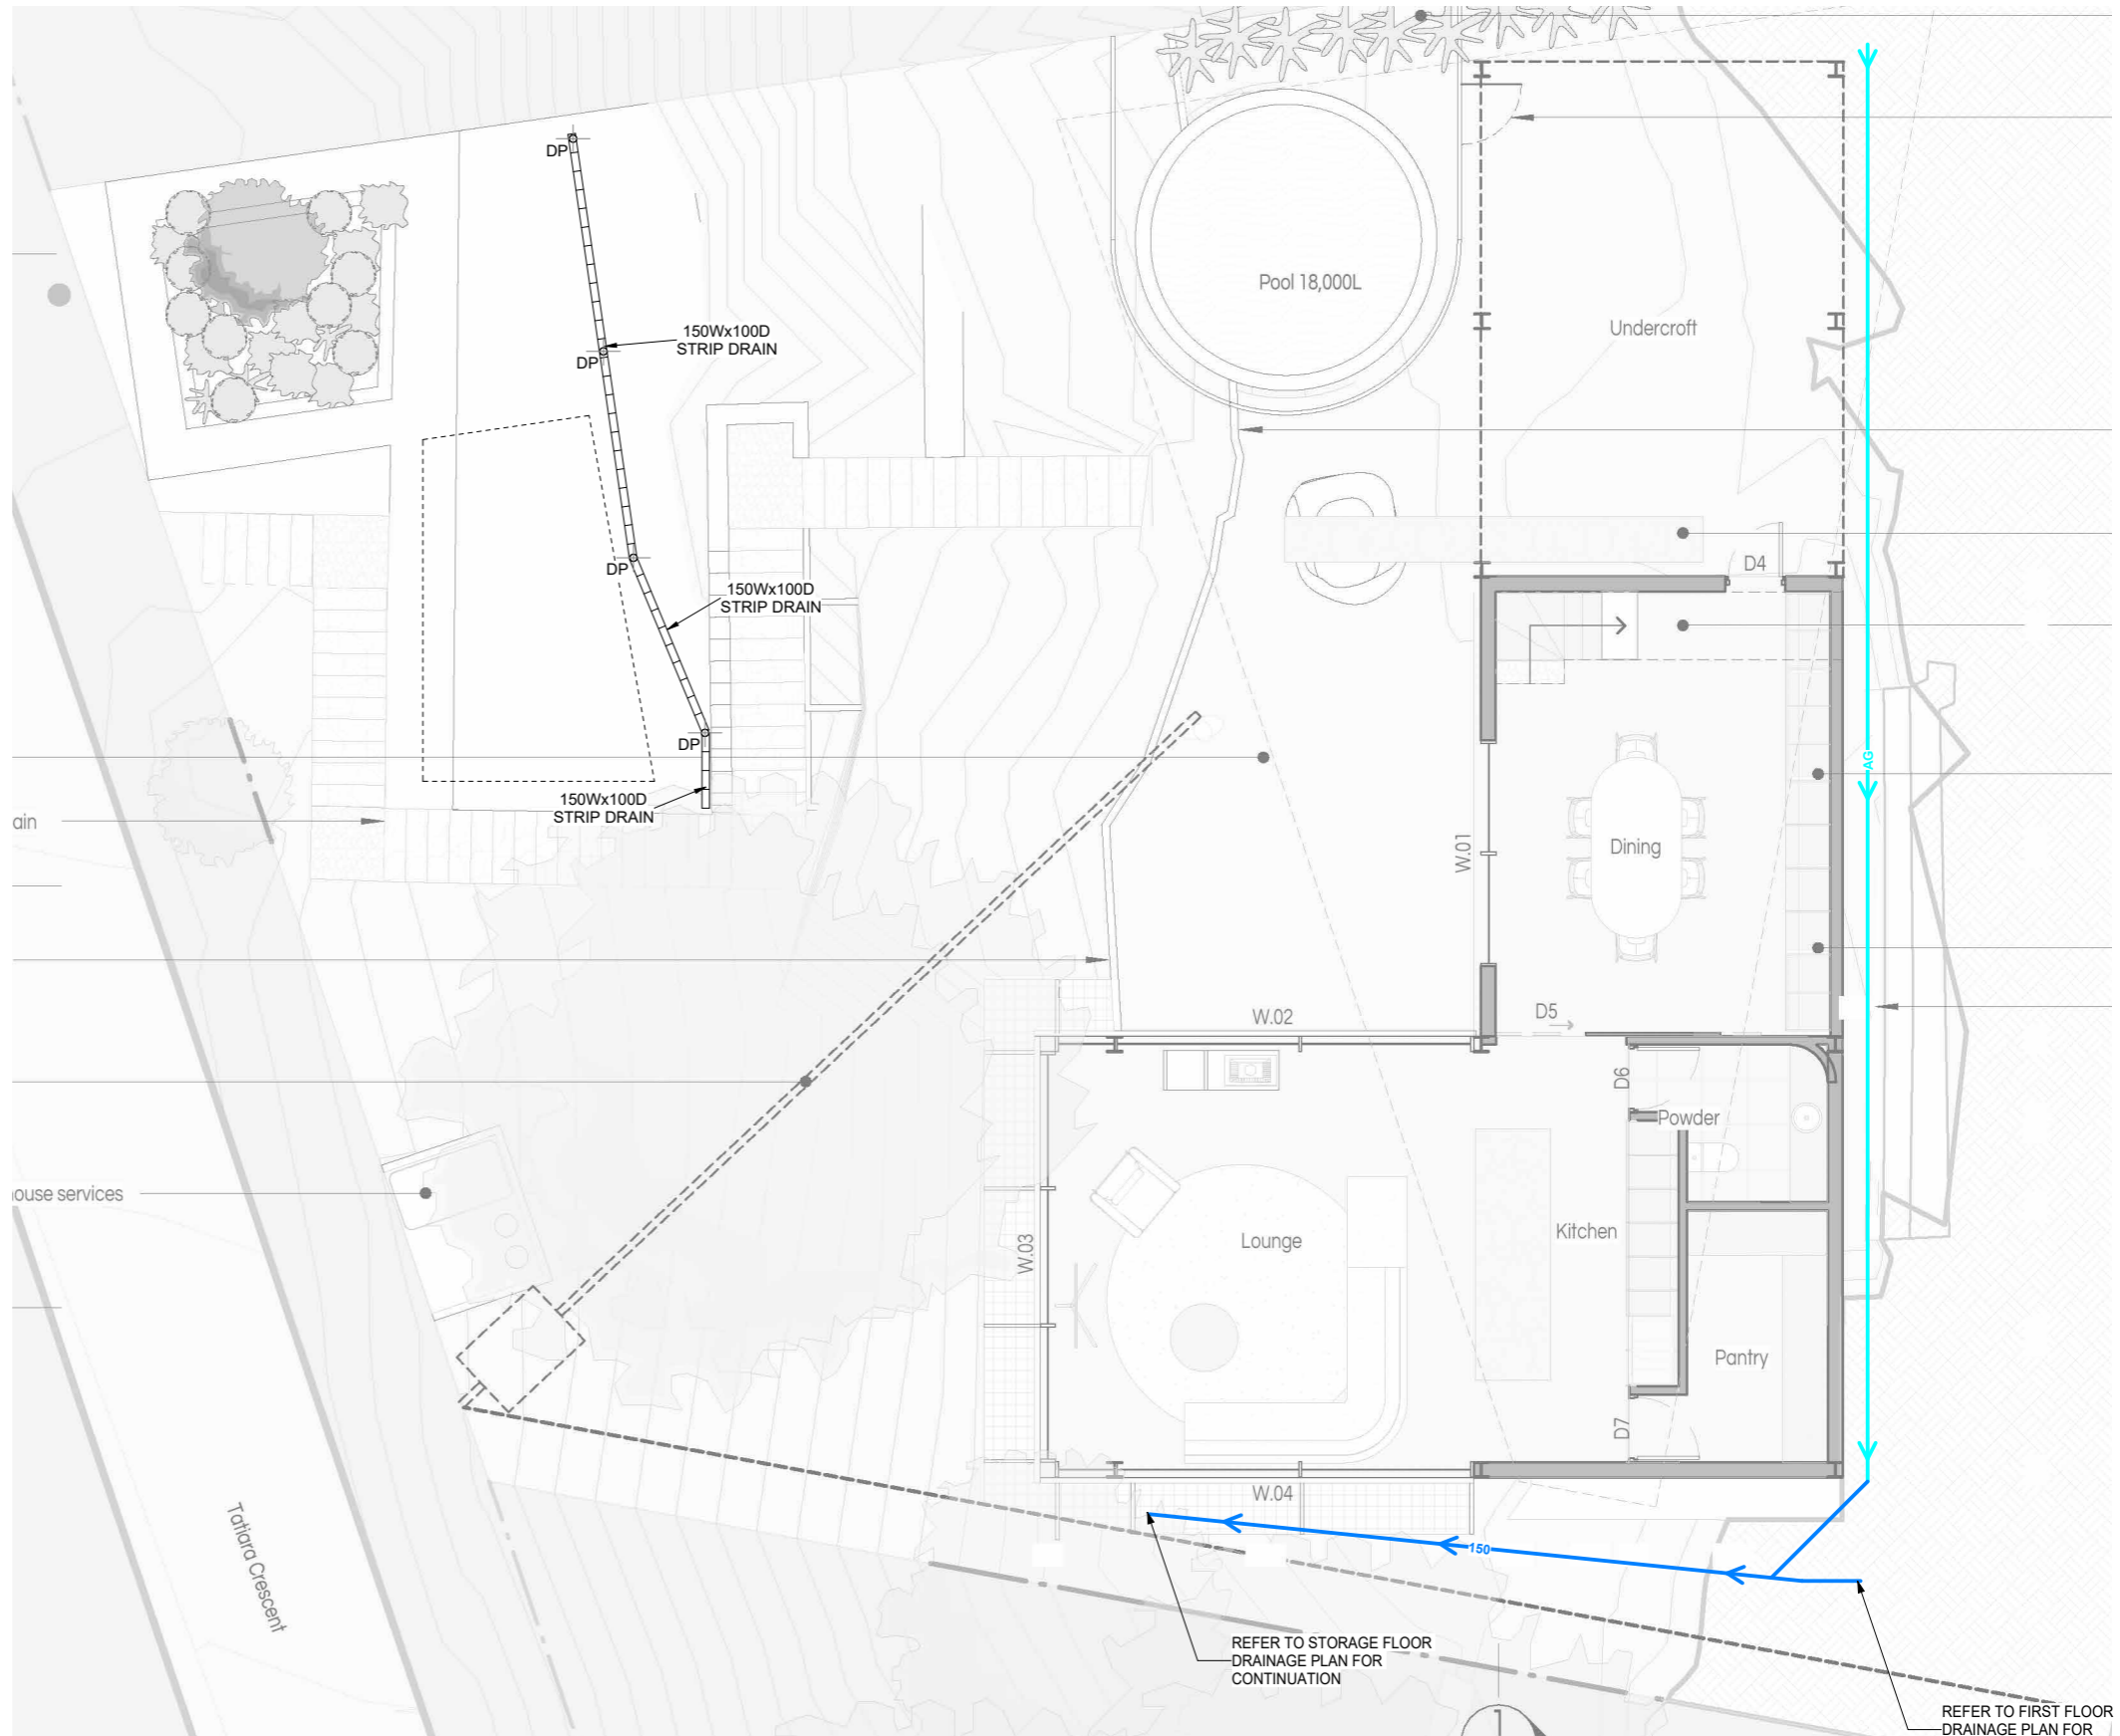 DP
150Wx100D
STRIP DRAIN
DP
Pool 18,000L
Undercroft
DP
150Wx100D
STRIP DRAIN
D4
DP
150Wx100D
STRIP DRAIN
ain
AG
W.01
Dining
W.02
D5
D6
Powder
ouse services
W.03
Lounge
Kitchen
Pantry
D7
W.04
150
Tatiara Crescent
REFER TO STORAGE FLOOR
DRAINAGE PLAN FOR
CONTINUATION
1
REFER TO FIRST FLOOR
DRAINAGE PLAN FOR